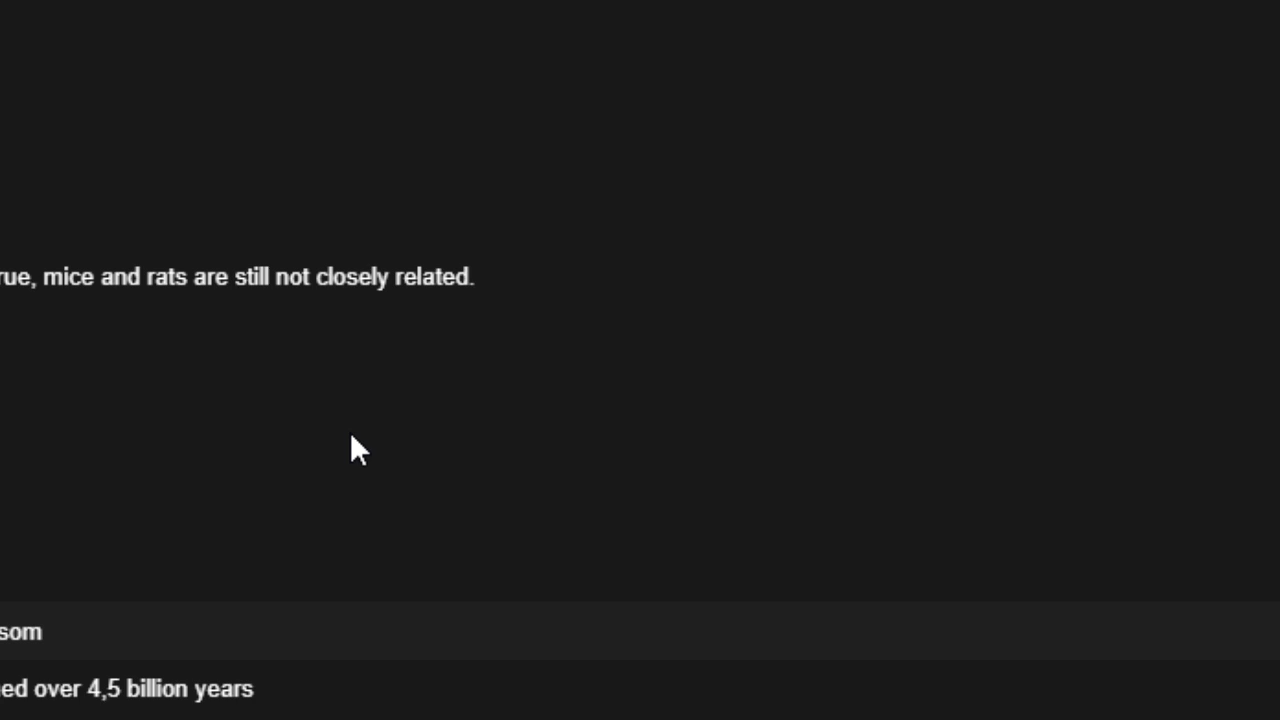 rue, mice and rats are still not closely related.
som
ed over 4,5 billion years